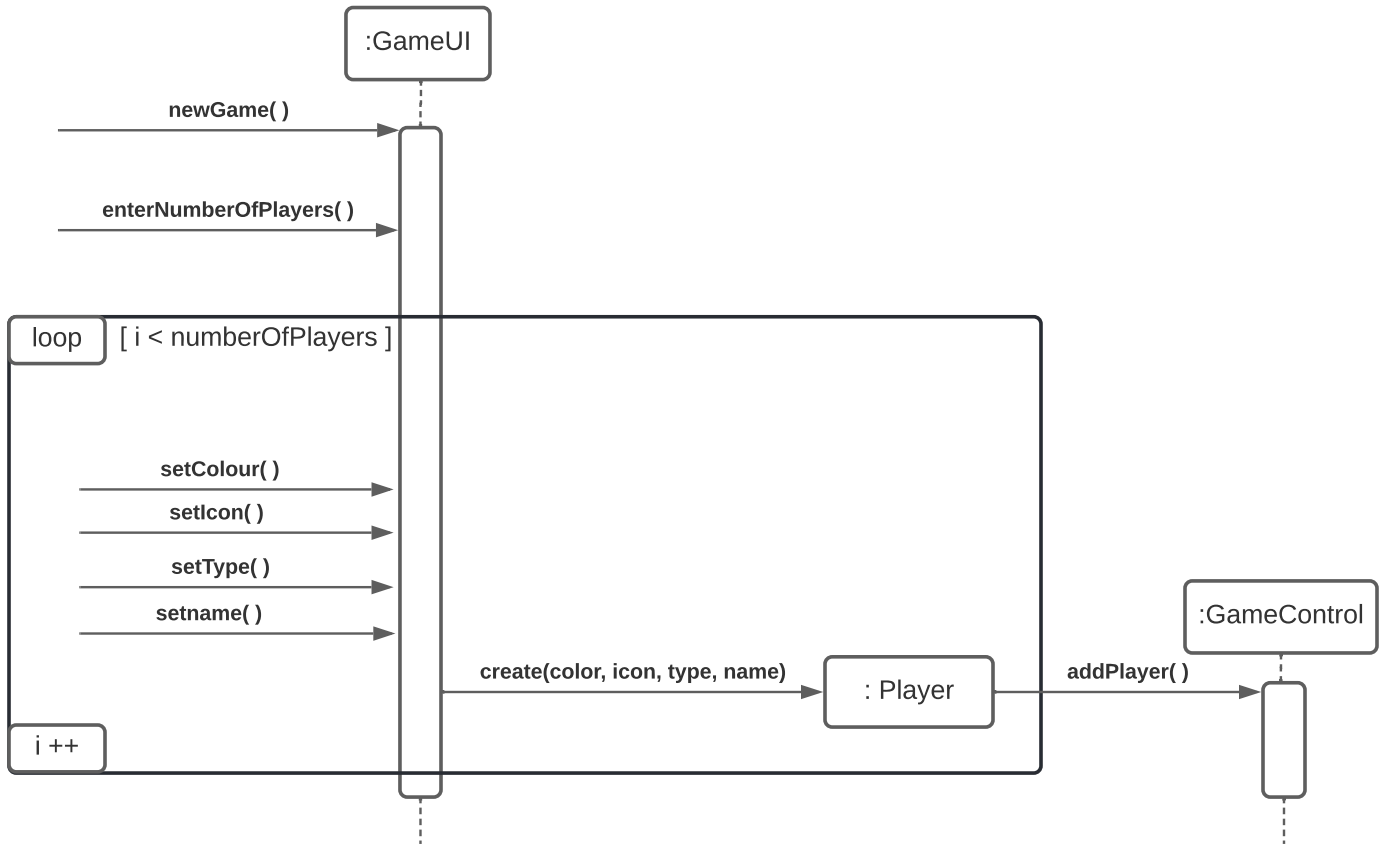 :GameUI
newGame( )
enterNumberOfPlayers( )
loop
[ i < numberOfPlayers ]
setColour( )
setIcon( )
setType( )
setname( )
:GameControl
create(color, icon, type, name)
: Player
addPlayer( )
i ++